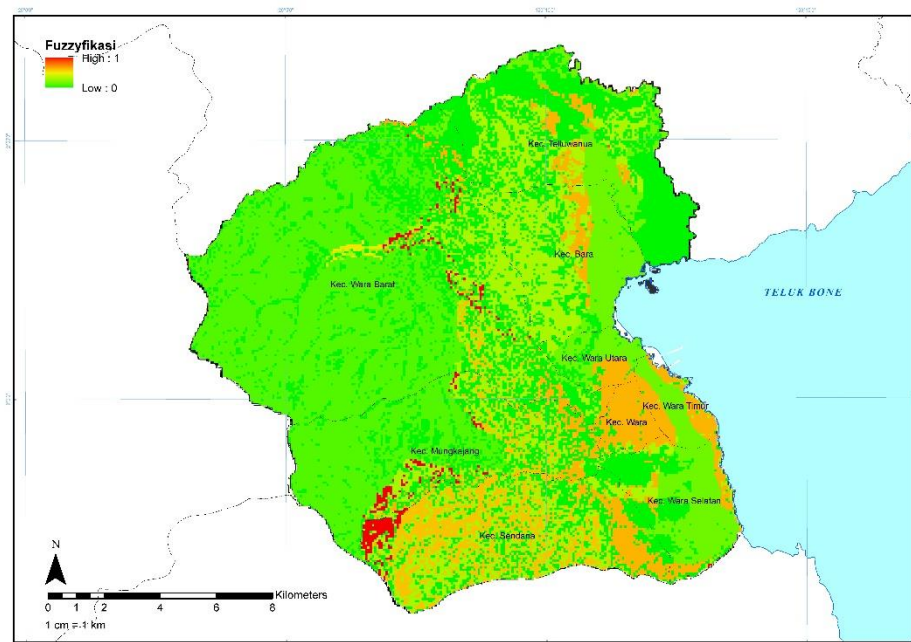 Fuzzyfikasi
High : 1
Low : 0
Kec. Telluwanua
Kec. Bara
Kec. Wara Barat
TELUK BONE
Kec. Wara Utara
Kec. Wara Timur
Kec. Wara
Kec. Mungkajang
Kec. Wara Selatan
Kec. Sendana
N
Kilometers
0 1 2 4 6 8
1 cm = 1 km